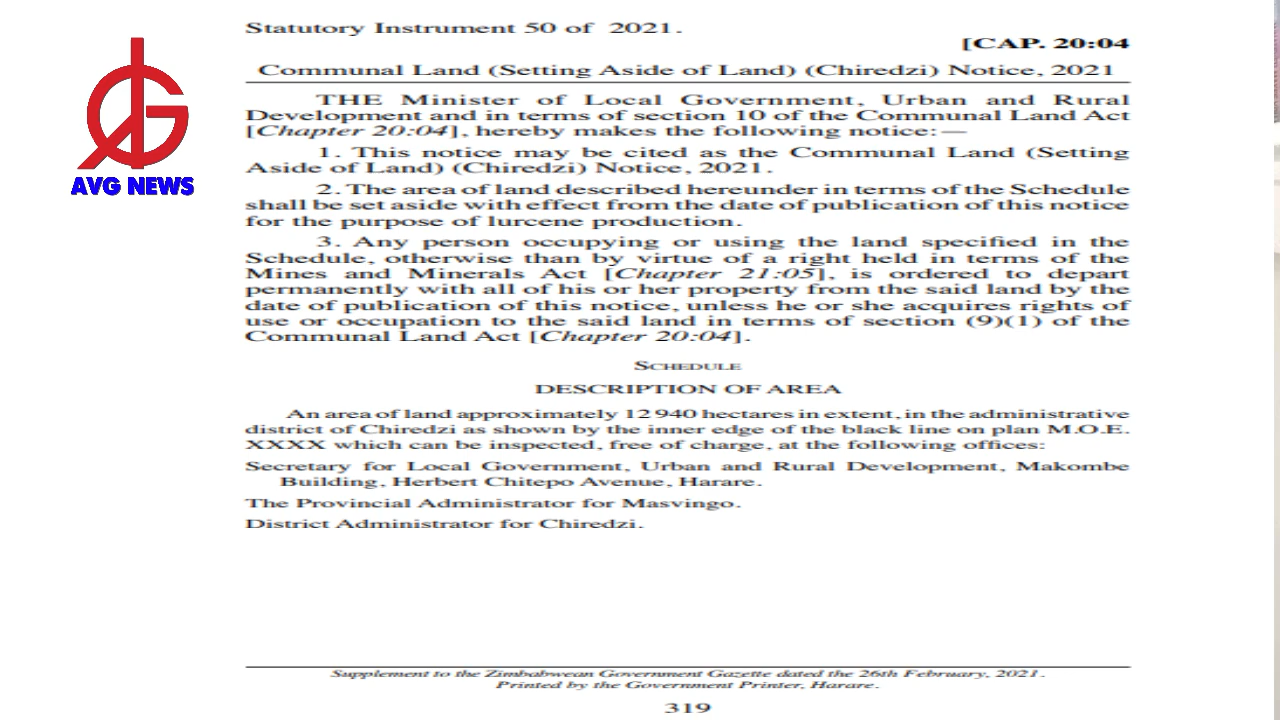 Statutory Instrument 50 of 2021.
[CAP. 20:04
Communal Land (Setting Aside of Land) (Chiredzi) Notice, 2021
THE Minister of Local Government, Urban and Rural
Development and in terms of section 10 of the Communal Land Act
[Chapter 20:04], hereby makes the following notice:—
1. This notice may be cited as the Communal Land (Setting
Aside of Land) (Chiredzi) Notice, 2021.
2. The area of land described hereunder in terms of the Schedule
shall be set aside with effect from the date of publication of this notice
for the purpose of lurcene production.
3. Any person occupying or using the land specified in the
Schedule, otherwise than by virtue of a right held in terms of the
Mines and Minerals Act [Chapter 21:05], is ordered to depart
permanently with all of his or her property from the said land by the
date of publication of this notice, unless he or she acquires rights of
use or occupation to the said land in terms of section (9)(1) of the
Communal Land Act [Chapter 20:04].
SCHEDULE
DESCRIPTION OF AREA
An area of land approximately 12 940 hectares in extent, in the administrative
district of Chiredzi as shown by the inner edge of the black line on plan M.O.E.
XXXX which can be inspected, free of charge, at the following offices:
Secretary for Local Government, Urban and Rural Development, Makombe
Building, Herbert Chitepo Avenue, Harare.
The Provincial Administrator for Masvingo.
District Administrator for Chiredzi.
Supplement to the Zimbabwean Government Gazette dated the 26th February, 2021.
Printed by the Government Printer, Harare.
319
AVG NEWS